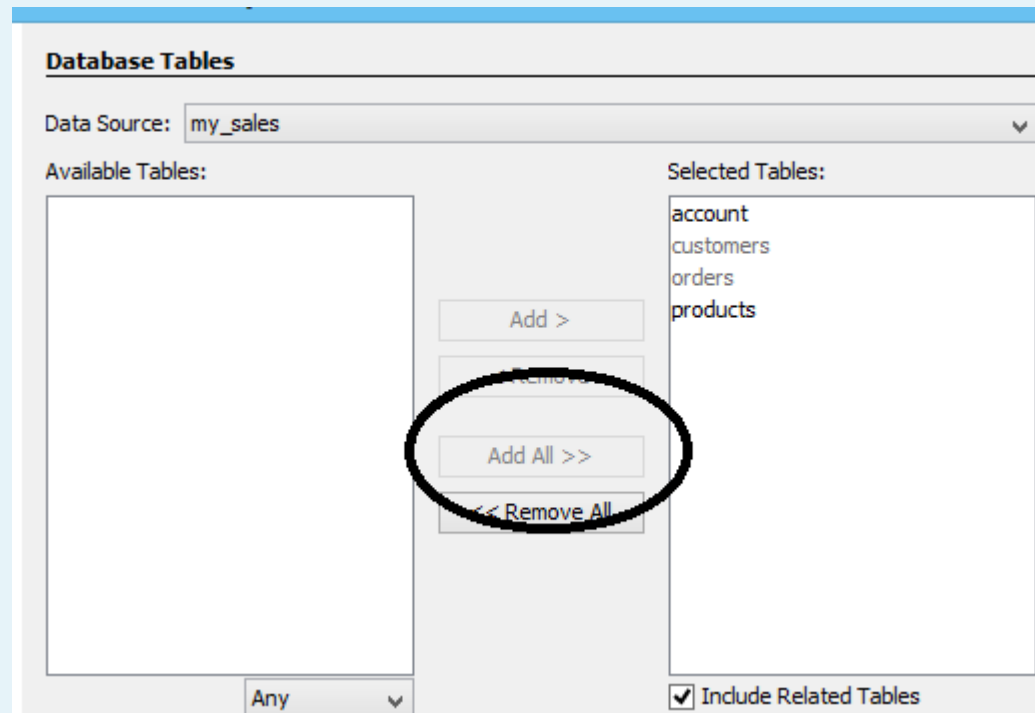 Database Tables
Data Source: my_sales
Available Tables:
Selected Tables:
account
customers
orders
products
Add >
< Remove
Add All >>
<< Remove All
Any
Include Related Tables